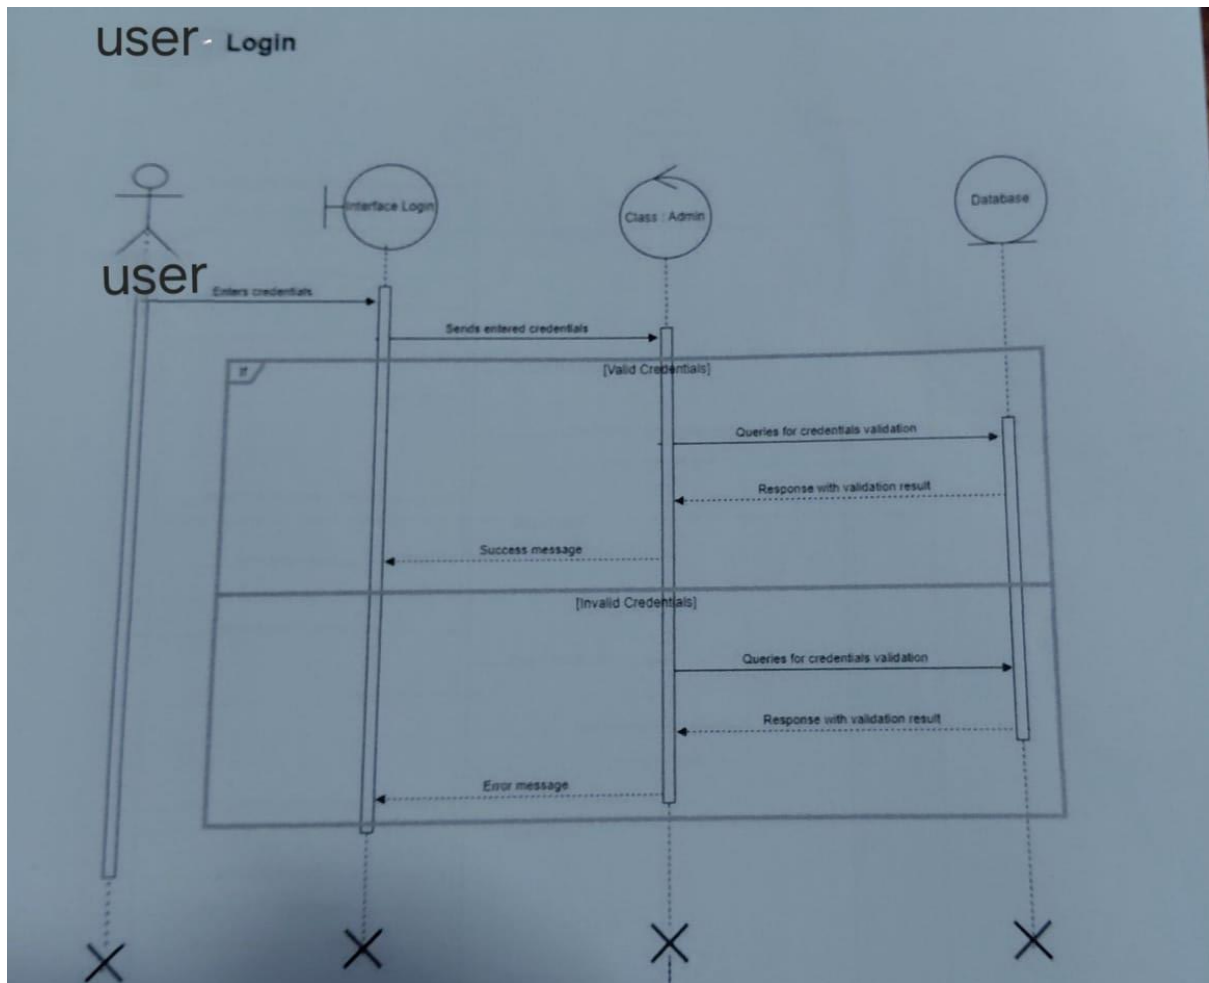 user Login
Interface Login
Class : Admin
Database
user
Enters credentials
Sends entered credentials
If
[Valid Credentials]
Queries for credentials validation
Response with validation result
Success message
[Invalid Credentials]
Queries for credentials validation
Response with validation result
Error message